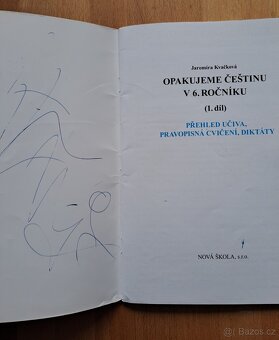 Jaromíra Kvačková
OPAKUJEME ČEŠTINU
V 6. ROČNÍKU
(1. díl)
PŘEHLED UČIVA,
PRAVOPISNÁ CVIČENÍ, DIKTÁTY
NOVÁ ŠKOLA, s.r.o.
Bazos.cz